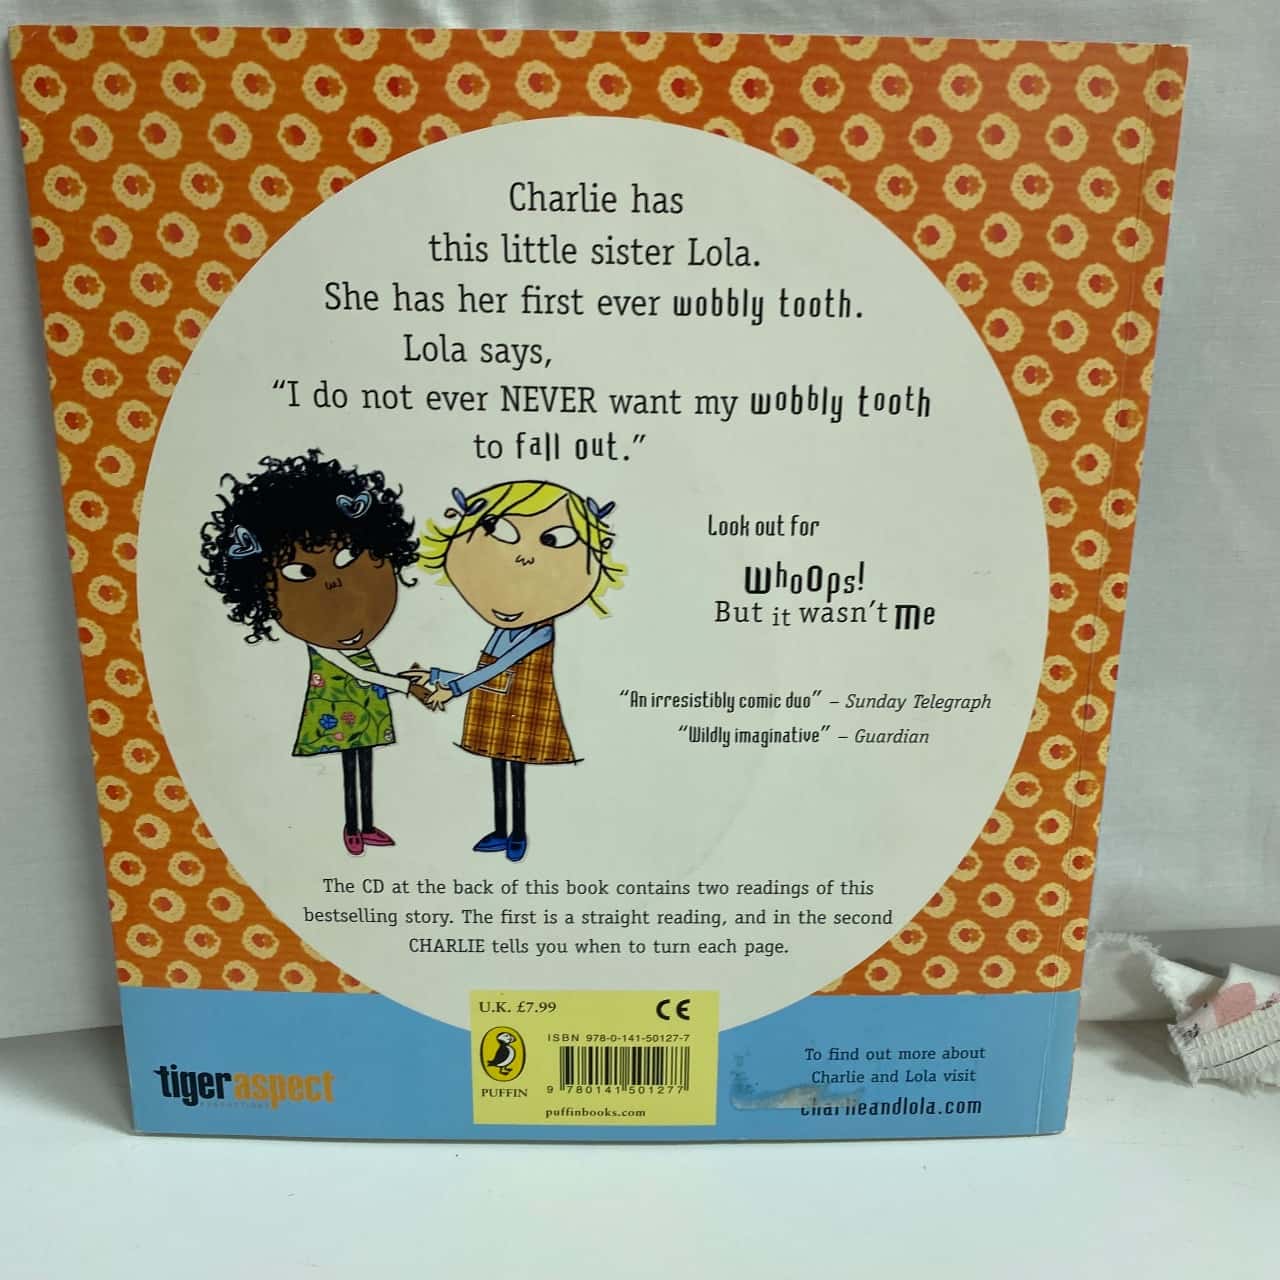 Charlie has
this little sister Lola.
She has her first ever wobbly tooth.
Lola says,
“I do not ever NEVER want my wobbly tooth
to fall out.”
Look out for
WhoOps!
But it wasn’t me
“An irresistibly comic duo” – Sunday Telegraph
“Wildly imaginative” – Guardian
The CD at the back of this book contains two readings of this
bestselling story. The first is a straight reading, and in the second
CHARLIE tells you when to turn each page.
U.K. £7.99 CE
ISBN 978-0-141-50127-7
9 780141 501277
PUFFIN
puffinbooks.com
tigeraspect
PRODUCTIONS
To find out more about
Charlie and Lola visit
charlieandlola.com